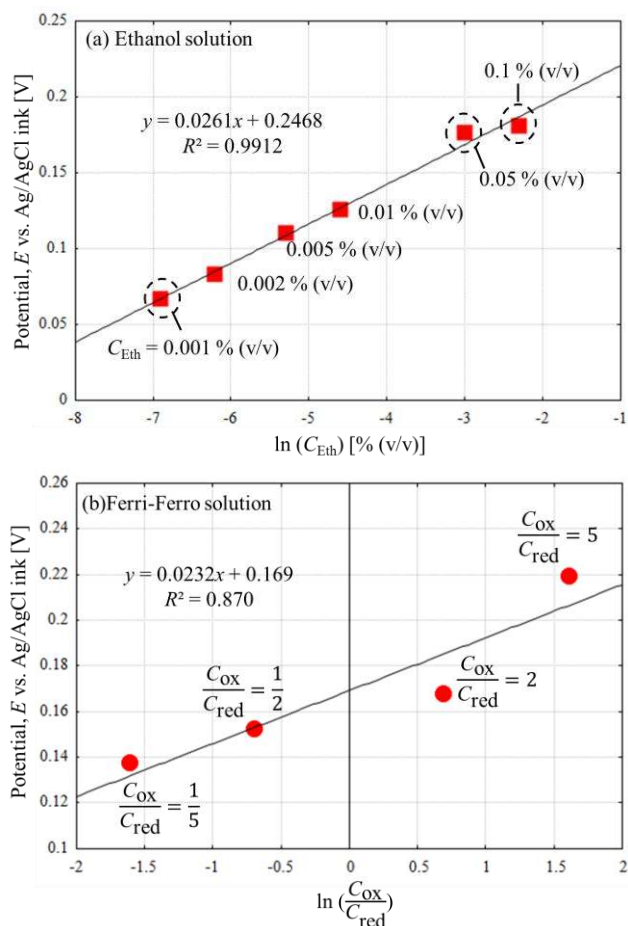 (a) Ethanol solution
Potential, E vs. Ag/AgCl ink [V]
0.25
0.2
0.15
0.1
0.05
0
y = 0.0261x + 0.2468
R² = 0.9912
0.1 % (v/v)
0.05 % (v/v)
0.01 % (v/v)
0.005 % (v/v)
0.002 % (v/v)
C_Eth = 0.001 % (v/v)
-8 -7 -6 -5 -4 -3 -2 -1
ln (C_Eth) [% (v/v)]
(b)Ferri-Ferro solution
Potential, E vs. Ag/AgCl ink [V]
0.26
0.24
0.22
0.2
0.18
0.16
0.14
0.12
0.1
y = 0.0232x + 0.169
R² = 0.870
C_ox/C_red = 5
C_ox/C_red = 1/2
C_ox/C_red = 2
C_ox/C_red = 1/5
-2 -1.5 -1 -0.5 0 0.5 1 1.5 2
ln (C_ox/C_red)